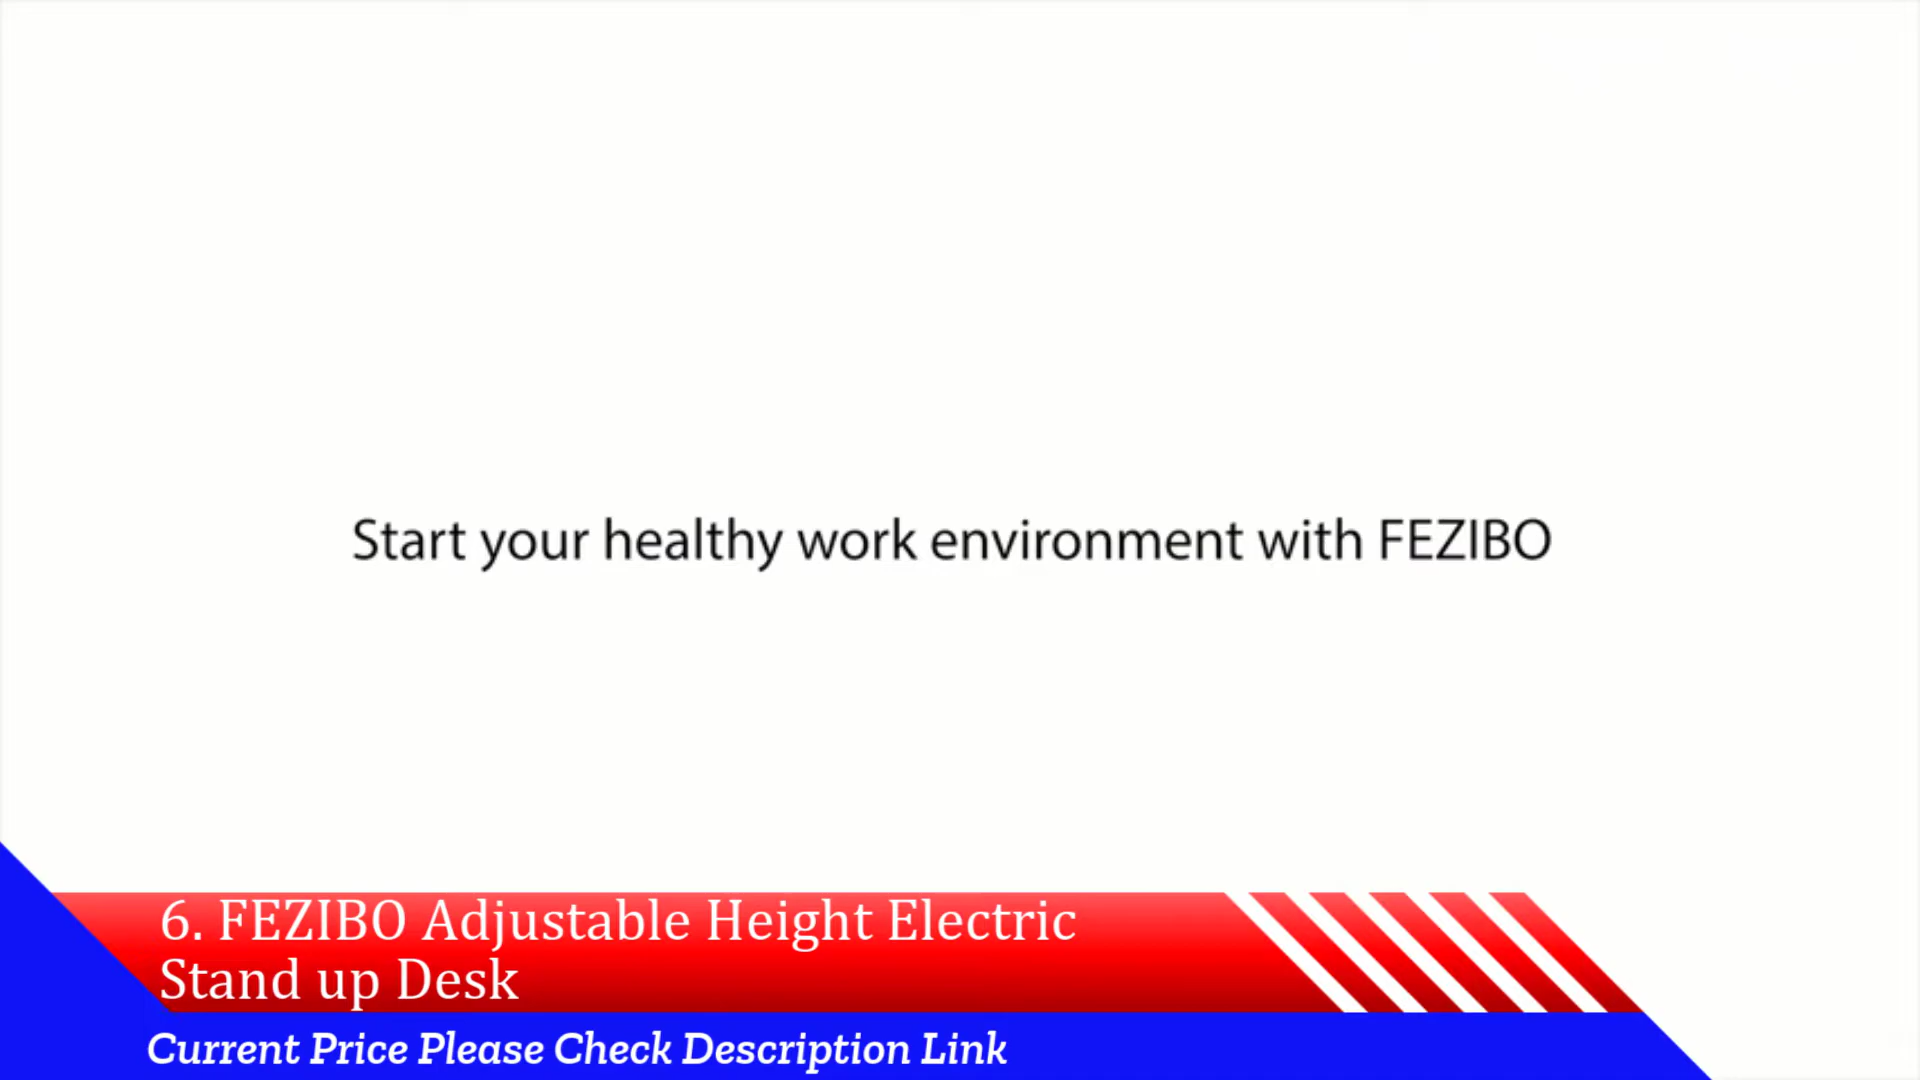 Start your healthy work environment with FEZIBO
6. FEZIBO Adjustable Height Electric
Stand up Desk
Current Price Please Check Description Link